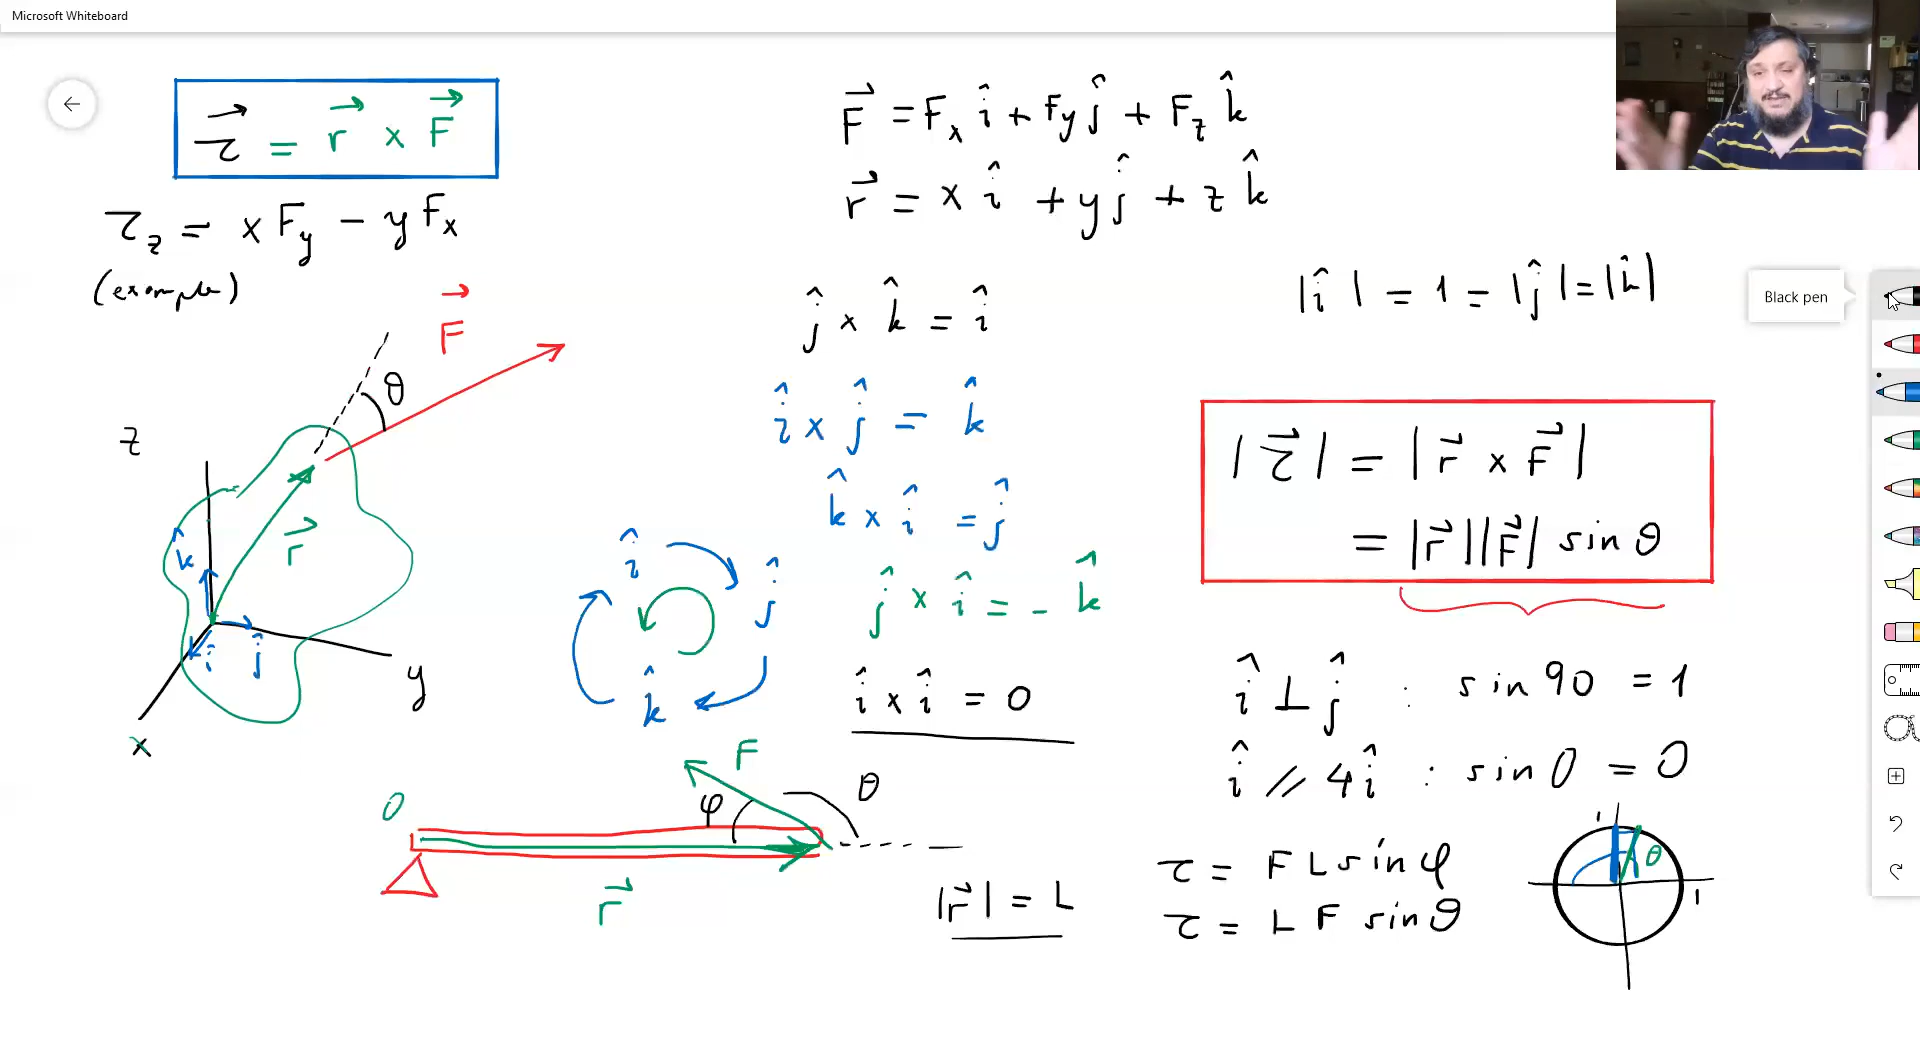 Microsoft Whiteboard
τ⃗ = r⃗ x F⃗
τz = x Fy - y Fx
(example)
F⃗ = Fx î + Fy ĵ + Fz k̂
r⃗ = x î + y ĵ + z k̂
|î| = 1 = |ĵ| = |k̂|
Black pen
ĵ x k̂ = î
î x ĵ = k̂
k̂ x î = ĵ
ĵ x î = - k̂
î x î = 0
F⃗
θ
z
r⃗
k̂
î
ĵ
y
x
î
ĵ
k̂
|τ⃗| = |r⃗ x F⃗|
= |r⃗||F⃗| sin θ
î ⊥ ĵ : sin 90 = 1
î // 4î : sin 0 = 0
F
φ
θ
0
r⃗
|r⃗| = L
τ = F L sin φ
τ = L F sin θ
1
θ
1